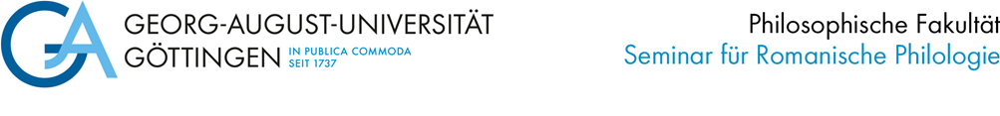 GEORG-AUGUST-UNIVERSITÄT
GÖTTINGEN IN PUBLICA COMMODA
SEIT 1737
Philosophische Fakultät
Seminar für Romanische Philologie